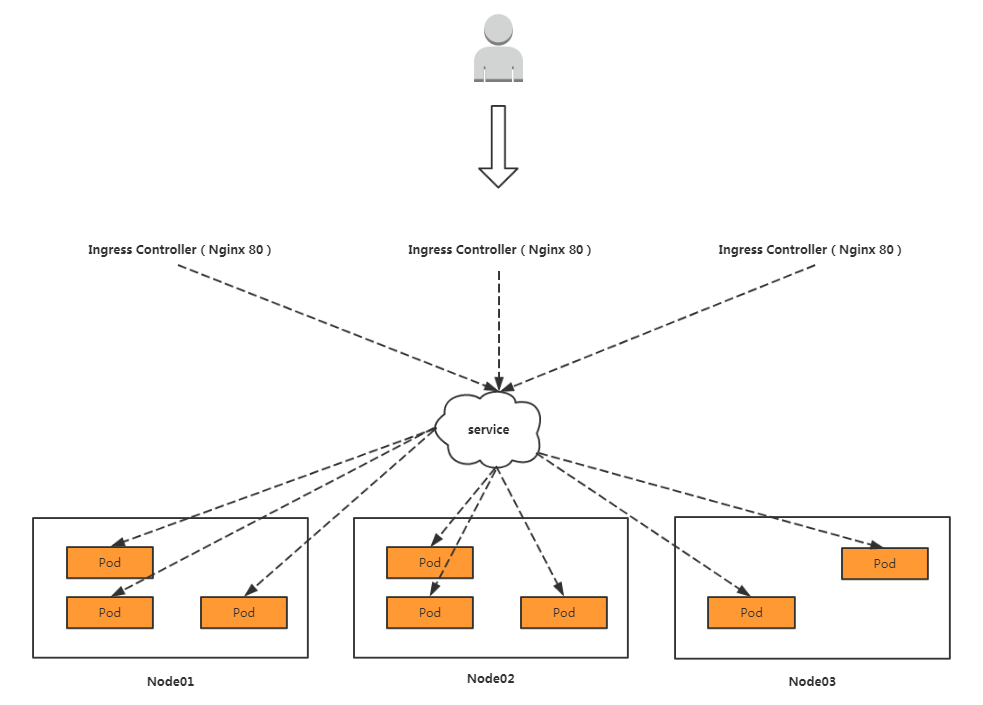 Ingress Controller ( Nginx 80 )
Ingress Controller ( Nginx 80 )
Ingress Controller ( Nginx 80 )
service
Pod
Pod
Pod
Pod
Pod
Pod
Pod
Pod
Node01
Node02
Node03